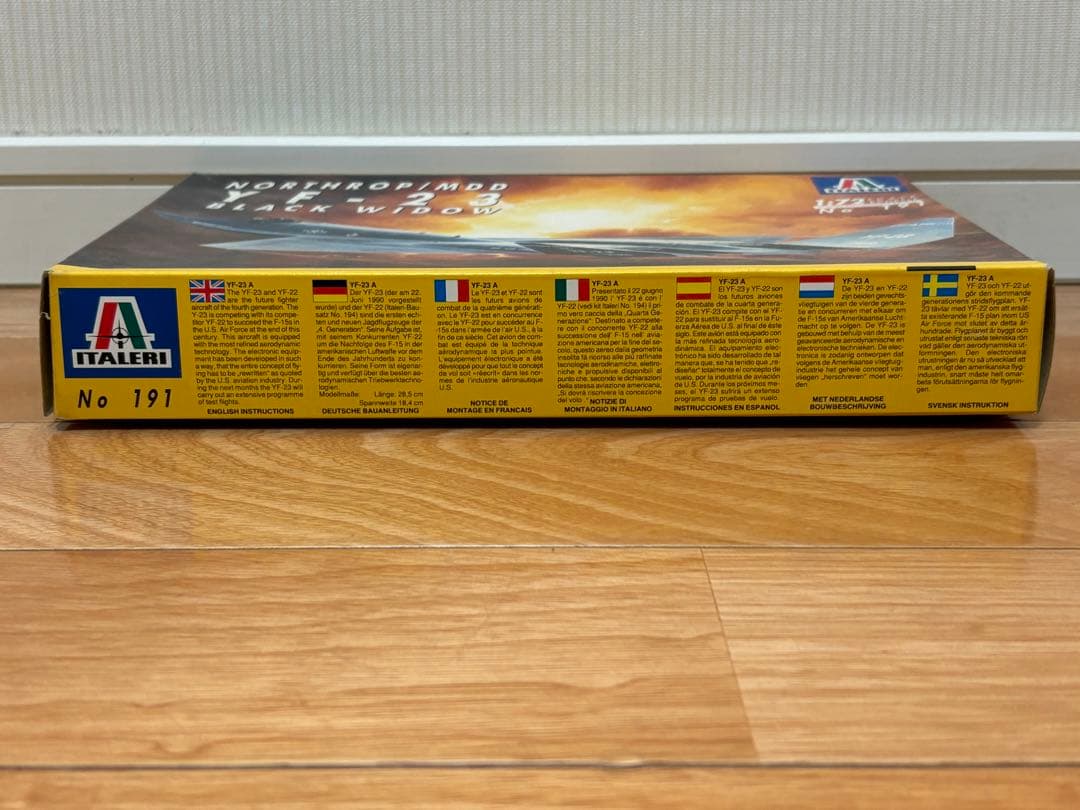 NORTHROP/MDD
YF-23
BLACK WIDOW
1:72
No
ITALERI
No 191
YF-23 A
The YF-23 and YF-22
are the future fighter
aircraft of the fourth generation. The
Y-23 is competing with its compe-
titor YF-22 to succeed the F-15s in
the U.S. Air Force at the end of this
century. This aircraft is equipped
with the most refined aerodynamic
technology. The electronic equip-
ment has been developed in such
a way, that the entire concept of fly-
ing has to be „rewritten" as quoted
by the U.S. aviation industry. Dur-
ing the next months the YF-23 will
carry out an extensive programme
of test flights.
ENGLISH INSTRUCTIONS
YF-23 A
Der YF-23 (der am 22.
Juni 1990 vorgestellt)
wurde) und der YF-22 (Italeri-Bau-
satz No. 194) sind die ersten ech-
ten und neuen Jagdflugzeuge der
„4. Generation". Seine Aufgabe ist,
mit seinem Konkurrenten YF-22
um die Nachfolge des F-15 in der
amerikanischen Luftwaffe vor dem
Ende des Jahrhunderts zu kon-
kurrieren. Seine Form ist eigenar-
tig und verfügt über die besten ae-
rodynamischen Triebwerktechno-
logien.
Modellmaße: Länge: 28,5 cm
Spannweite 18,4 cm
DEUTSCHE BAUANLEITUNG
YF-23 A
Le YF-23 et YF-22 sont
les futurs avions de
combat de la quatrième générati-
on. Le YF-23 est en concurrence
avec le YF-22 pour succéder au F-
15s dans l'armée de l'air U.S., à la
fin de ce siècle. Cet avion de com-
bat est équipé de la technique
aérodynamique la plus pointue.
L'équipement électronique a été
développé pour que tout le concept
de vol soit «réécrit» dans les nor-
mes de l'industrie aéronautique
U.S.
NOTICE DE
MONTAGE EN FRANCAIS
YF-23 A
Presentato il 22 giugno
1990 l' YF-23 è con l'
YF-22 (vedi kit Italeri No. 194) il pri-
mo vero caccia della „Quarta Ge-
nerazione". Destinato a competе-
re con il concorrente YF-22 alla
successione dell' F-15 nell' avia-
zione americana per la fine del se-
colo, questo aereo dalla geometria
insolita fà ricorso alle più raffinate
tecnologie aerodinamiche, elettro-
niche e propulsive disponibili al
punto che, secondo le dichiarazioni
della stessa aviazione americana,
„Si dovrà riscrivere la concezione
del volo".
NOTIZIE DI
MONTAGGIO IN ITALIANO
YF-23 A
El YF-23 y YF-22 son
los futuros aviones
de combate de la cuarta genera-
ción. El YF-23 compite con el YF-
22 para sustituir al F-15s en la Fu-
erza Aérea de U.S. al final de éste
siglo. Este avión está equipado con
la más refinada tecnología aero-
dinámica. El equipamiento elec-
trónico ha sido desarrollado de tal
manera que, se ha tenido que „re-
diseñar" totalmente el concepto de
vuelo, por la industria de aviación
de U.S. Durante los próximos me-
ses, el YF-23 sufrirá un extenso
programa de pruebas de vuelo.
INSTRUCCIONES EN ESPANOL
YF-23 A
De YF-23 en YF-22
zijn beiden gevechts-
vliegtuigen van de vierde genera-
tie en concurreren met elkaar om
de F-15s van Amerikaanse Lucht-
macht op te volgen. De YF-23 is
uitgerust met behulp van de meest
geavanceerde aerodynamische en
electronische technieken. De elec-
tronica is zodanig ontworpen dat
volgens de Amerikaanse vliegtuig
industrie het geheel concept van
vliegen „herschreven" moet wor-
den
MET NEDERLANDSE
BOUWBESCHRIJVING
YF-23 A
YF-23 och YF-22 ut-
gör den kommande
generationens stridsflygplan. YF-
23 tävlar med YF-22 om att ersät-
ta existerande F-15 plan inom US
Air Force mot slutet av detta år-
hundrade. Flygplanet är byggt och
utrustat enligt senaste tekniska rön
vad gäller den aerodynamiska ut-
formningen. Den electroniska
utrustningen är nu så utvecklad att
man, enligt den amerikanska flyg-
industrin, snart måste helt omar-
beta förutsättningarna för flygnin-
gen.
SVENSK INSTRUKTION